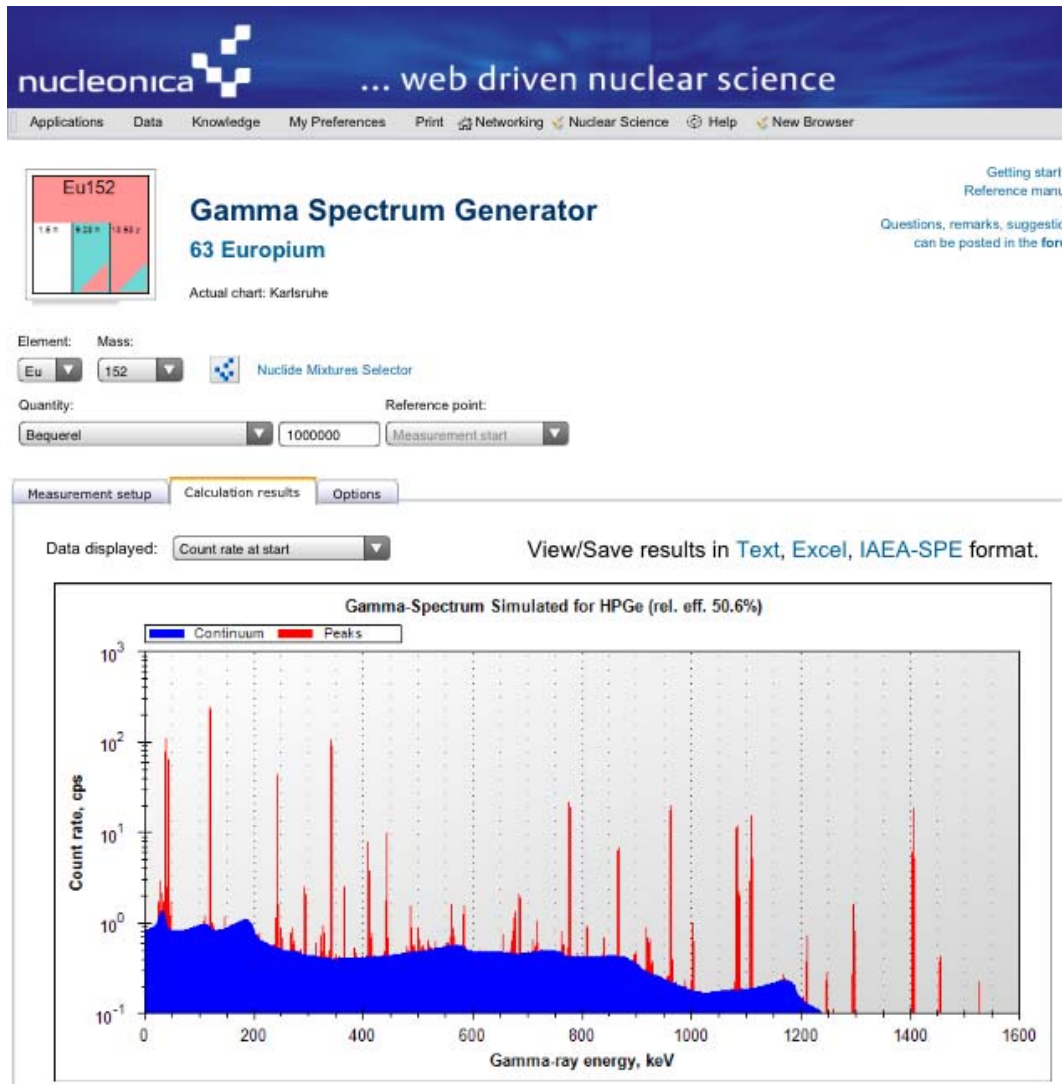 nucleonica
... web driven nuclear science
Applications Data Knowledge My Preferences Print Networking Nuclear Science Help New Browser
Eu152
Gamma Spectrum Generator
63 Europium
Actual chart: Karlsruhe
Getting start
Reference manu
Questions, remarks, suggestio
can be posted in the for
Element: Mass:
Eu 152 Nuclide Mixtures Selector
Quantity: Reference point:
Bequerel 1000000 Measurement start
Measurement setup Calculation results Options
Data displayed: Count rate at start View/Save results in Text, Excel, IAEA-SPE format.
Gamma-Spectrum Simulated for HPGe (rel. eff. 50.6%)
Continuum Peaks
Count rate, cps
10³
10²
10¹
10⁰
10⁻¹
0 200 400 600 800 1000 1200 1400 1600
Gamma-ray energy, keV